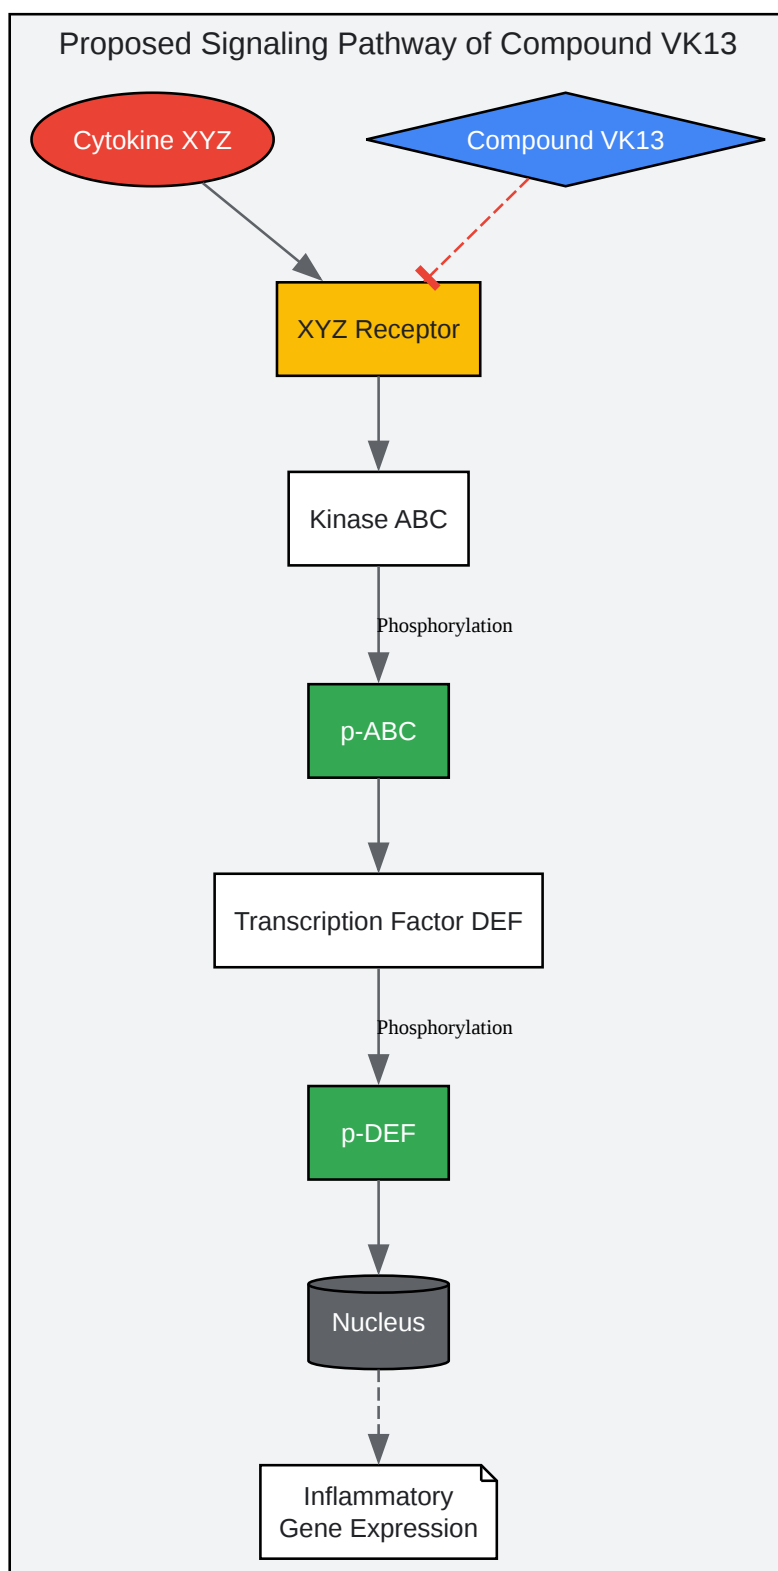 Proposed Signaling Pathway of Compound VK13
Cytokine XYZ
Compound VK13
XYZ Receptor
Kinase ABC
Phosphorylation
p-ABC
Transcription Factor DEF
Phosphorylation
p-DEF
Nucleus
Inflammatory
Gene Expression